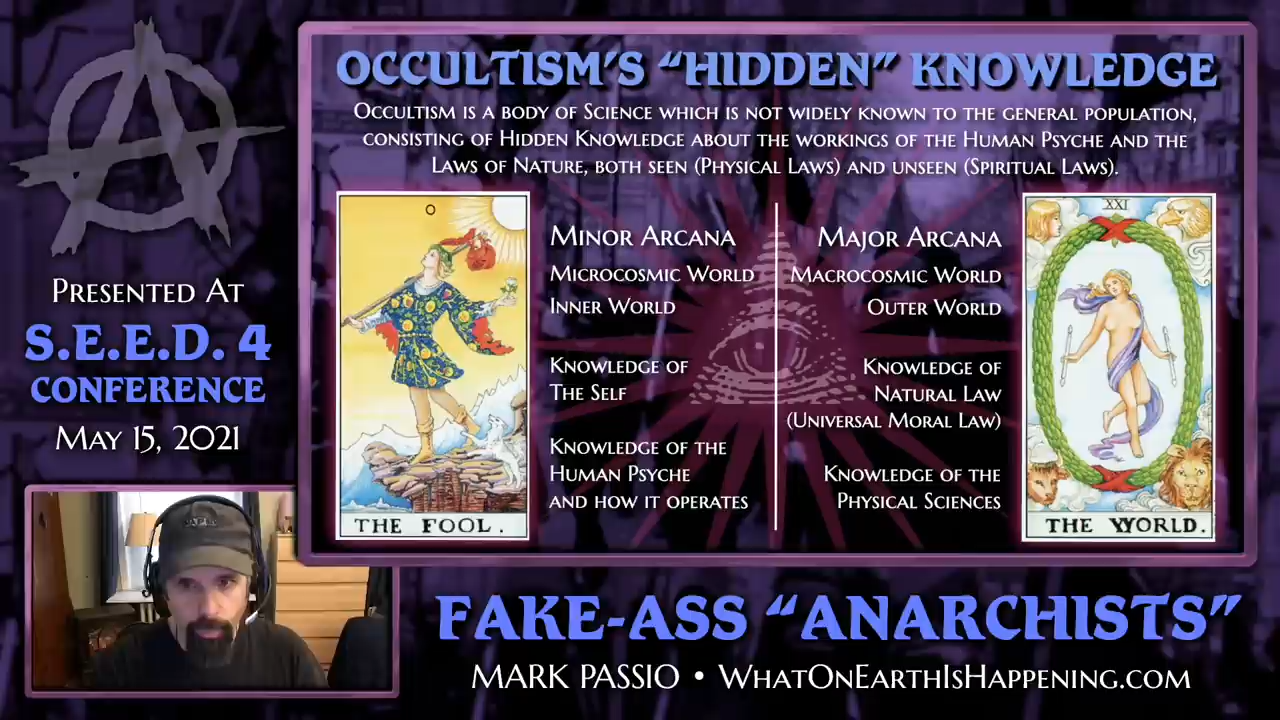 OCCULTISM'S “HIDDEN” KNOWLEDGE
OCCULTISM IS A BODY OF SCIENCE WHICH IS NOT WIDELY KNOWN TO THE GENERAL POPULATION,
CONSISTING OF HIDDEN KNOWLEDGE ABOUT THE WORKINGS OF THE HUMAN PSYCHE AND THE
LAWS OF NATURE, BOTH SEEN (PHYSICAL LAWS) AND UNSEEN (SPIRITUAL LAWS).
0
THE FOOL.
MINOR ARCANA
MICROCOSMIC WORLD
INNER WORLD
KNOWLEDGE OF
THE SELF
KNOWLEDGE OF THE
HUMAN PSYCHE
AND HOW IT OPERATES
MAJOR ARCANA
MACROCOSMIC WORLD
OUTER WORLD
KNOWLEDGE OF
NATURAL LAW
(UNIVERSAL MORAL LAW)
KNOWLEDGE OF THE
PHYSICAL SCIENCES
XXI
THE WORLD.
PRESENTED AT
S.E.E.D. 4
CONFERENCE
MAY 15, 2021
FAKE-ASS “ANARCHISTS”
MARK PASSIO • WHATONEARTHISHAPPENING.COM